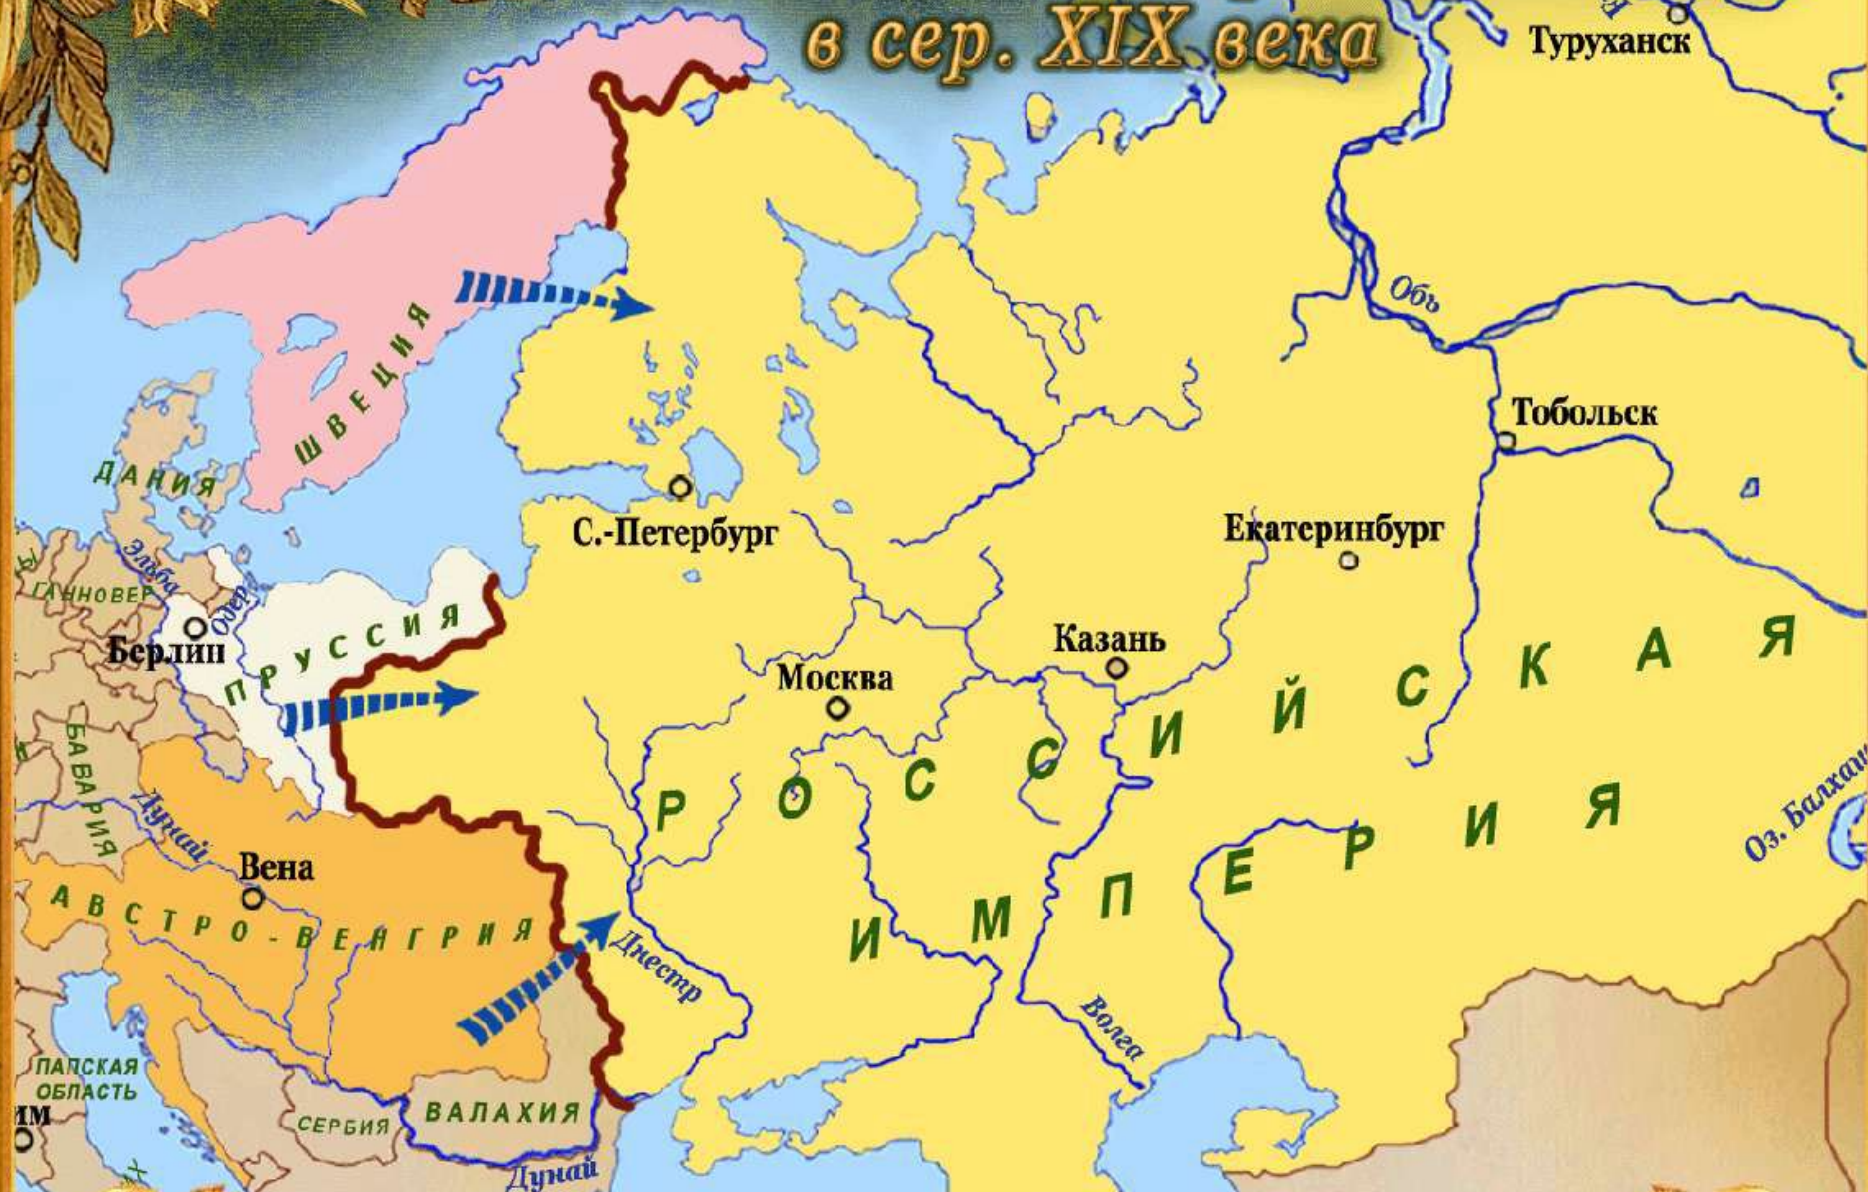 в сер. XIX века
Туруханск
Обь
ШВЕЦИЯ
Тобольск
ДАНИЯ
С.-Петербург
Екатеринбург
Эльба
ГАННОВЕР
Одер
Берлин
ПРУССИЯ
Казань
Москва
РОССИЙСКАЯ
ИМПЕРИЯ
БАВАРИЯ
Дунай
Вена
Оз. Балхаш
АВСТРО-ВЕНГРИЯ
Днестр
Волга
ПАПСКАЯ
ОБЛАСТЬ
ИМ
СЕРБИЯ
ВАЛАХИЯ
Дунай